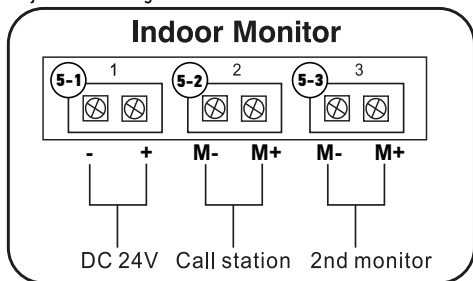 Indoor Monitor
5-1 1 5-2 2 5-3 3
- + M- M+ M- M+
DC 24V Call station 2nd monitor